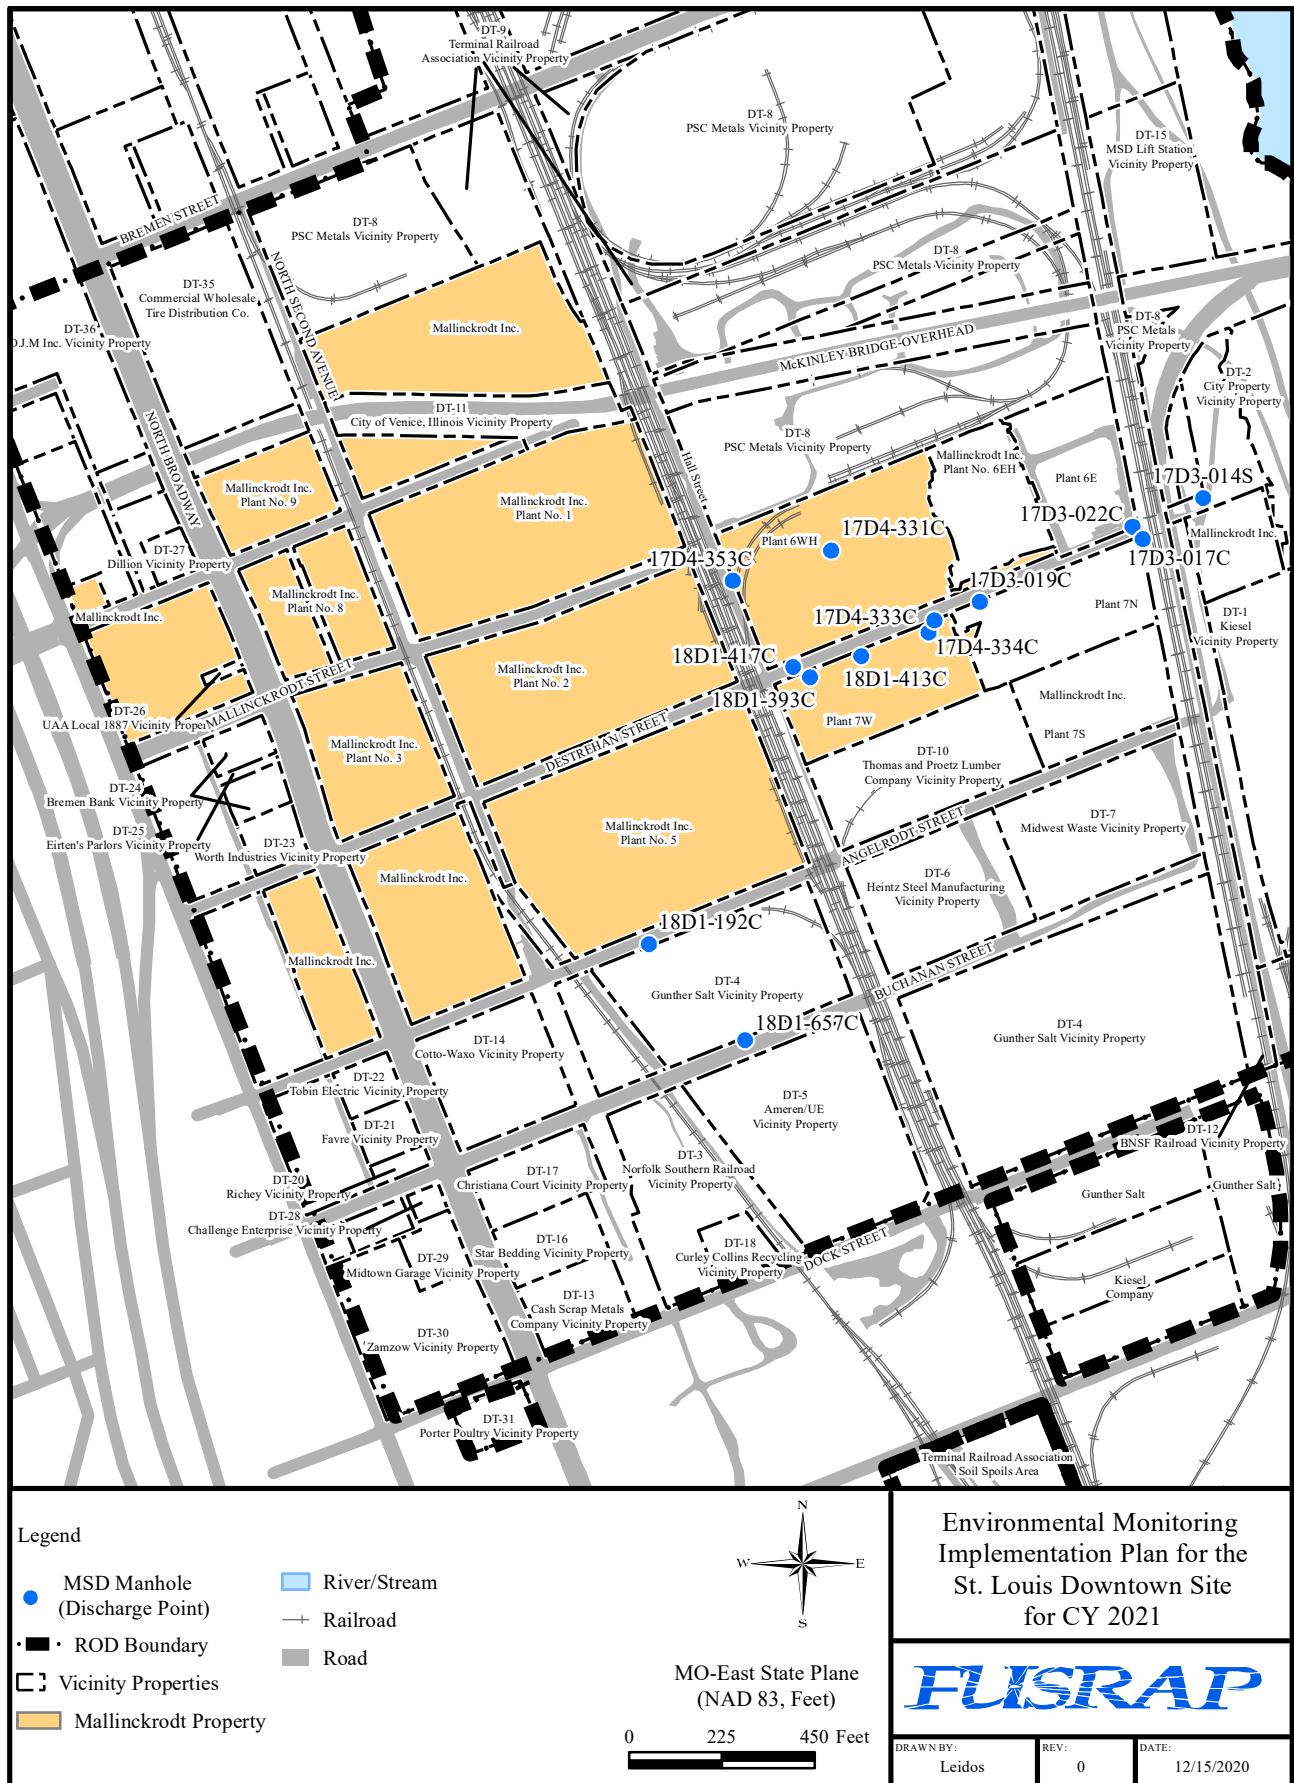 DT-9
Terminal Railroad
Association Vicinity Property
DT-8
PSC Metals Vicinity Property
DT-15
MSD Lift Station
Vicinity Property
BREMEN STREET
DT-8
PSC Metals Vicinity Property
DT-8
PSC Metals Vicinity Property
NORTH SECOND AVENUE
DT-35
Commercial Wholesale
Tire Distribution Co.
DT-36
O.J.M Inc. Vicinity Property
Mallinckrodt Inc.
McKINLEY BRIDGE-OVERHEAD
DT-8
PSC Metals
Vicinity Property
DT-2
City Property
Vicinity Property
DT-11
City of Venice, Illinois Vicinity Property
NORTH BROADWAY
DT-8
PSC Metals Vicinity Property
Hall Street
Mallinckrodt Inc.
Plant No. 6EH
Plant 6E
17D3-014S
Mallinckrodt Inc.
Plant No. 9
Mallinckrodt Inc.
Plant No. 1
17D3-022C
17D4-331C
Plant 6WH
Mallinckrodt Inc.
17D3-017C
DT-27
Dillion Vicinity Property
17D4-353C
17D3-019C
Mallinckrodt Inc.
Plant No. 8
Plant 7N
Mallinckrodt Inc.
17D4-333C
DT-1
Kiesel
Vicinity Property
17D4-334C
18D1-417C
18D1-413C
Mallinckrodt Inc.
Plant No. 2
18D1-393C
Mallinckrodt Inc.
MALLINCKRODT STREET
DT-26
UAA Local 1887 Vicinity Property
Plant 7W
Plant 7S
DESTREHAN STREET
Mallinckrodt Inc.
Plant No. 3
DT-10
Thomas and Proetz Lumber
Company Vicinity Property
DT-24
Bremen Bank Vicinity Property
DT-25
Eirten's Parlors Vicinity Property
DT-23
Worth Industries Vicinity Property
Mallinckrodt Inc.
Plant No. 5
ANGELRODT STREET
DT-7
Midwest Waste Vicinity Property
Mallinckrodt Inc.
DT-6
Heintz Steel Manufacturing
Vicinity Property
18D1-192C
Mallinckrodt Inc.
BUCHANAN STREET
DT-4
Gunther Salt Vicinity Property
18D1-657C
DT-4
Gunther Salt Vicinity Property
DT-14
Cotto-Waxo Vicinity Property
DT-22
Tobin Electric Vicinity Property
DT-5
Ameren/UE
Vicinity Property
DT-21
Favre Vicinity Property
DT-12
BNSF Railroad Vicinity Property
DT-3
Norfolk Southern Railroad
Vicinity Property
DT-17
Christiana Court Vicinity Property
DT-20
Richey Vicinity Property
Gunther Salt
Gunther Salt
DT-28
Challenge Enterprise Vicinity Property
DT-16
Star Bedding Vicinity Property
DT-18
Curley Collins Recycling
Vicinity Property
DOCK STREET
DT-29
Midtown Garage Vicinity Property
Kiesel
Company
DT-13
Cash Scrap Metals
Company Vicinity Property
DT-30
Zamzow Vicinity Property
DT-31
Porter Poultry Vicinity Property
Terminal Railroad Association
Soil Spoils Area
Legend
MSD Manhole
(Discharge Point)
ROD Boundary
Vicinity Properties
Mallinckrodt Property
River/Stream
Railroad
Road
N
W
E
S
MO-East State Plane
(NAD 83, Feet)
0 225 450 Feet
Environmental Monitoring
Implementation Plan for the
St. Louis Downtown Site
for CY 2021
FUSRAP
DRAWN BY:
Leidos
REV:
0
DATE:
12/15/2020